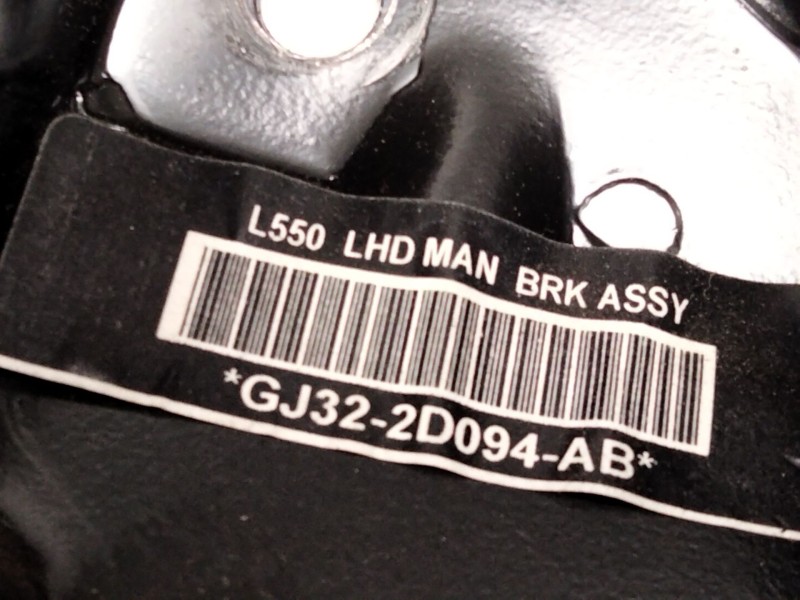 L550 LHD MAN BRK ASSY
*GJ32-2D094-AB*